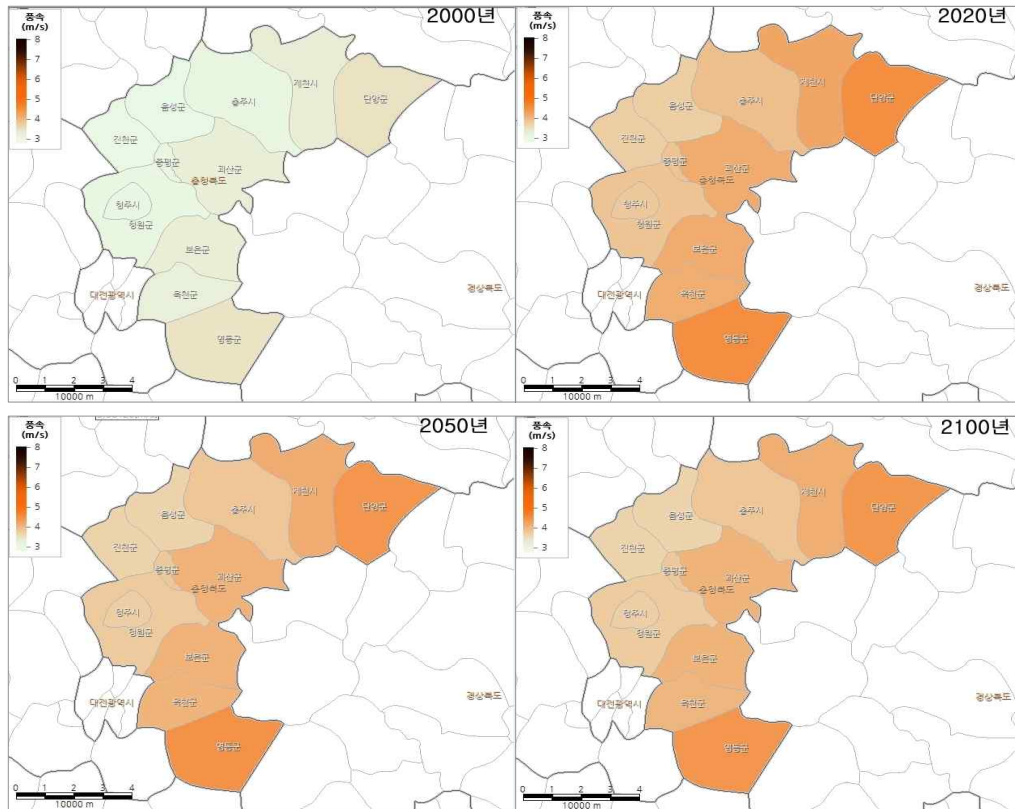 2000년
풍속
(m/s)
8
7
6
5
4
3
음성군
충주시
제천시
단양군
진천군
증평군
괴산군
충청북도
청주시
청원군
보은군
대전광역시
옥천군
영동군
0 1 2 3 4
10000 m
2020년
풍속
(m/s)
8
7
6
5
4
3
음성군
충주시
제천시
단양군
진천군
증평군
괴산군
충청북도
청주시
청원군
보은군
대전광역시
옥천군
경상북도
영동군
0 1 2 3 4
10000 m
2050년
풍속
(m/s)
8
7
6
5
4
3
음성군
충주시
제천시
단양군
진천군
증평군
괴산군
충청북도
청주시
청원군
보은군
대전광역시
옥천군
경상북도
영동군
0 1 2 3 4
10000 m
2100년
풍속
(m/s)
8
7
6
5
4
3
음성군
충주시
제천시
단양군
진천군
증평군
괴산군
충청북도
청주시
청원군
보은군
대전광역시
옥천군
경상북도
영동군
0 1 2 3 4
10000 m